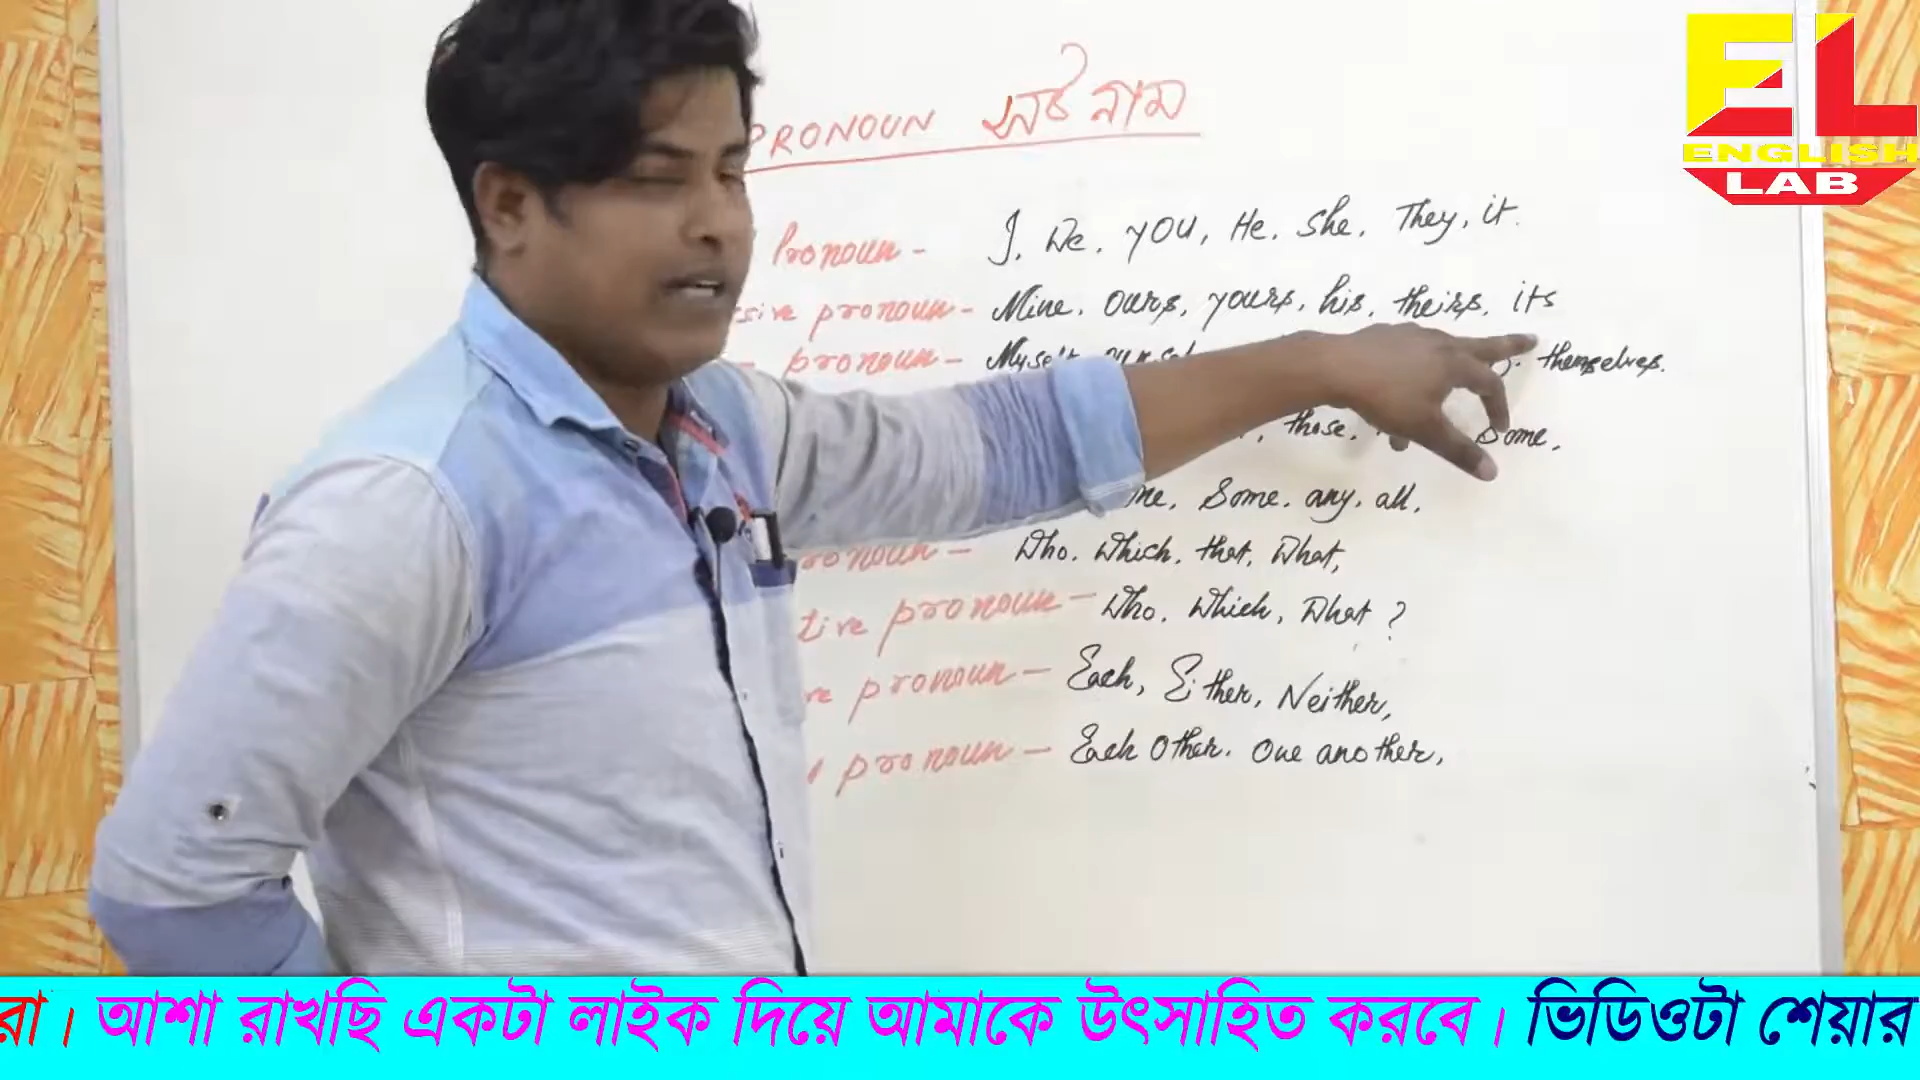 EL
ENGLISH
LAB
PRONOUN সর্বনাম
Pronoun - I. We. YOU, He. She. They, it.
pronoun - Mine. Ours, yours, his, theirs. its
pronoun - themselves.
those. Some,
Some. any. all,
Who. Which, that, What,
pronoun - Who. Which, What ?
pronoun - Each, Either, Neither,
pronoun - Each Other. One another,
রা। আশা রাখছি একটা লাইক দিয়ে আমাকে উৎসাহিত করবে। ভিডিওটা শেয়ার